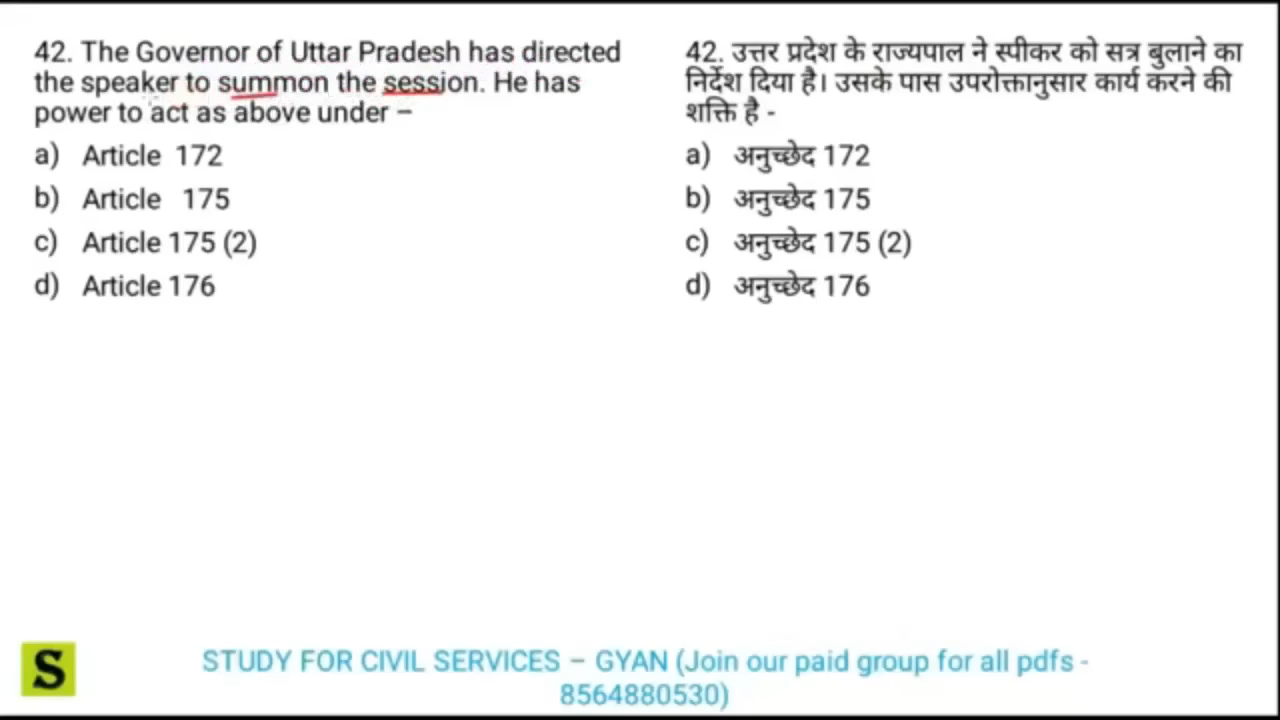 42. The Governor of Uttar Pradesh has directed
the speaker to summon the session. He has
power to act as above under –
a) Article 172
b) Article 175
c) Article 175 (2)
d) Article 176
42. उत्तर प्रदेश के राज्यपाल ने स्पीकर को सत्र बुलाने का
निर्देश दिया है। उसके पास उपरोक्तानुसार कार्य करने की
शक्ति है -
a) अनुच्छेद 172
b) अनुच्छेद 175
c) अनुच्छेद 175 (2)
d) अनुच्छेद 176
S
STUDY FOR CIVIL SERVICES – GYAN (Join our paid group for all pdfs -
8564880530)